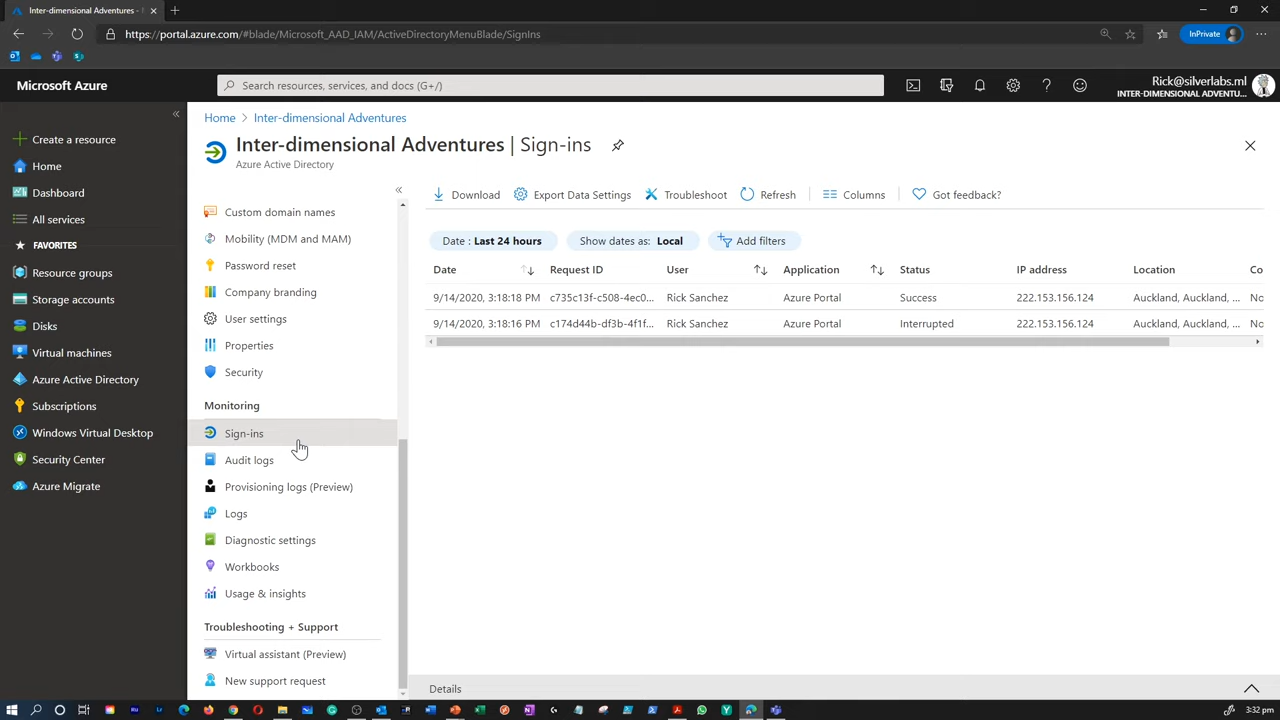 Inter-dimensional Adventures -
https://portal.azure.com/#blade/Microsoft_AAD_IAM/ActiveDirectoryMenuBlade/SignIns
InPrivate
Microsoft Azure
Search resources, services, and docs (G+/)
Rick@silverlabs.ml
INTER-DIMENSIONAL ADVENTU...
Create a resource
Home
Dashboard
All services
FAVORITES
Resource groups
Storage accounts
Disks
Virtual machines
Azure Active Directory
Subscriptions
Windows Virtual Desktop
Security Center
Azure Migrate
Home > Inter-dimensional Adventures
Inter-dimensional Adventures | Sign-ins
Azure Active Directory
Custom domain names
Mobility (MDM and MAM)
Password reset
Company branding
User settings
Properties
Security
Monitoring
Sign-ins
Audit logs
Provisioning logs (Preview)
Logs
Diagnostic settings
Workbooks
Usage & insights
Troubleshooting + Support
Virtual assistant (Preview)
New support request
Download Export Data Settings Troubleshoot Refresh Columns Got feedback?
Date : Last 24 hours Show dates as: Local Add filters
Date Request ID User Application Status IP address Location Co
9/14/2020, 3:18:18 PM c735c13f-c508-4ec0... Rick Sanchez Azure Portal Success 222.153.156.124 Auckland, Auckland, ... No
9/14/2020, 3:18:16 PM c174d44b-df3b-4f1f... Rick Sanchez Azure Portal Interrupted 222.153.156.124 Auckland, Auckland, ... No
Details
3:32 pm